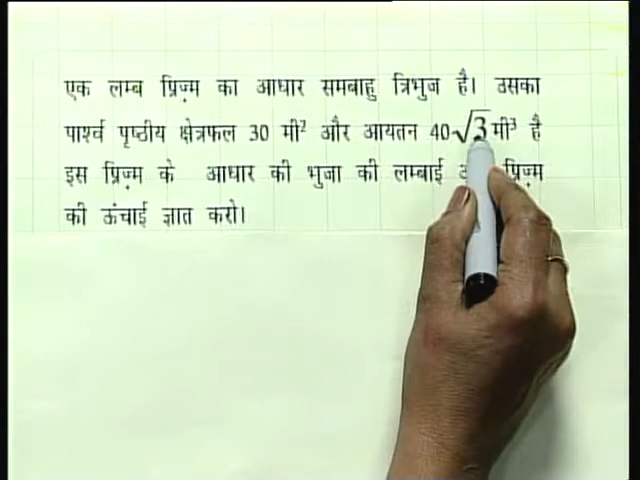 एक लम्ब प्रिज़्म का आधार समबाहु त्रिभुज है। उसका
पार्श्व पृष्ठीय क्षेत्रफल 30 मी² और आयतन 40√3 मी³ है
इस प्रिज़्म के आधार की भुजा की लम्बाई प्रिज़्म
की ऊंचाई ज्ञात करो।